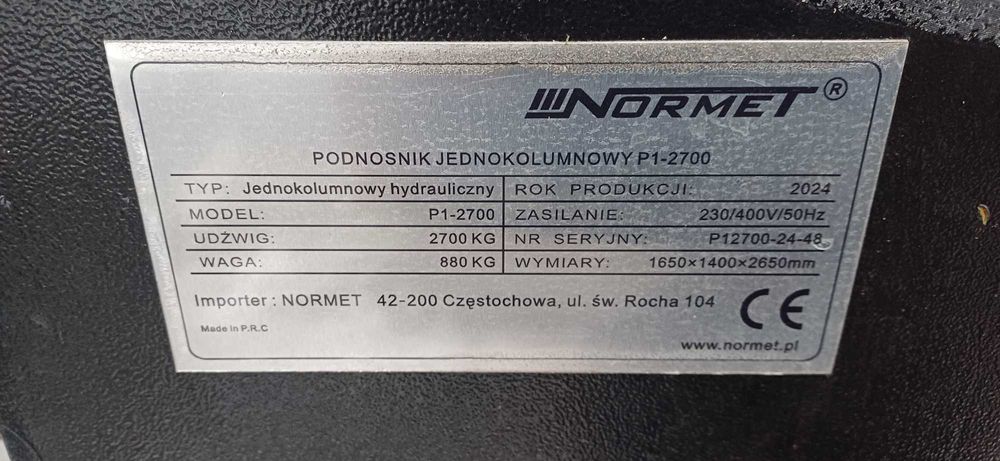 NORMET®
PODNOSNIK JEDNOKOLUMNOWY P1-2700
TYP: Jednokolumnowy hydrauliczny ROK PRODUKCJI: 2024
MODEL: P1-2700 ZASILANIE: 230/400V/50Hz
UDŹWIG: 2700 KG NR SERYJNY: P12700-24-48
WAGA: 880 KG WYMIARY: 1650×1400×2650mm
Importer : NORMET 42-200 Częstochowa, ul. św. Rocha 104
Made in P.R.C
CE
www.normet.pl